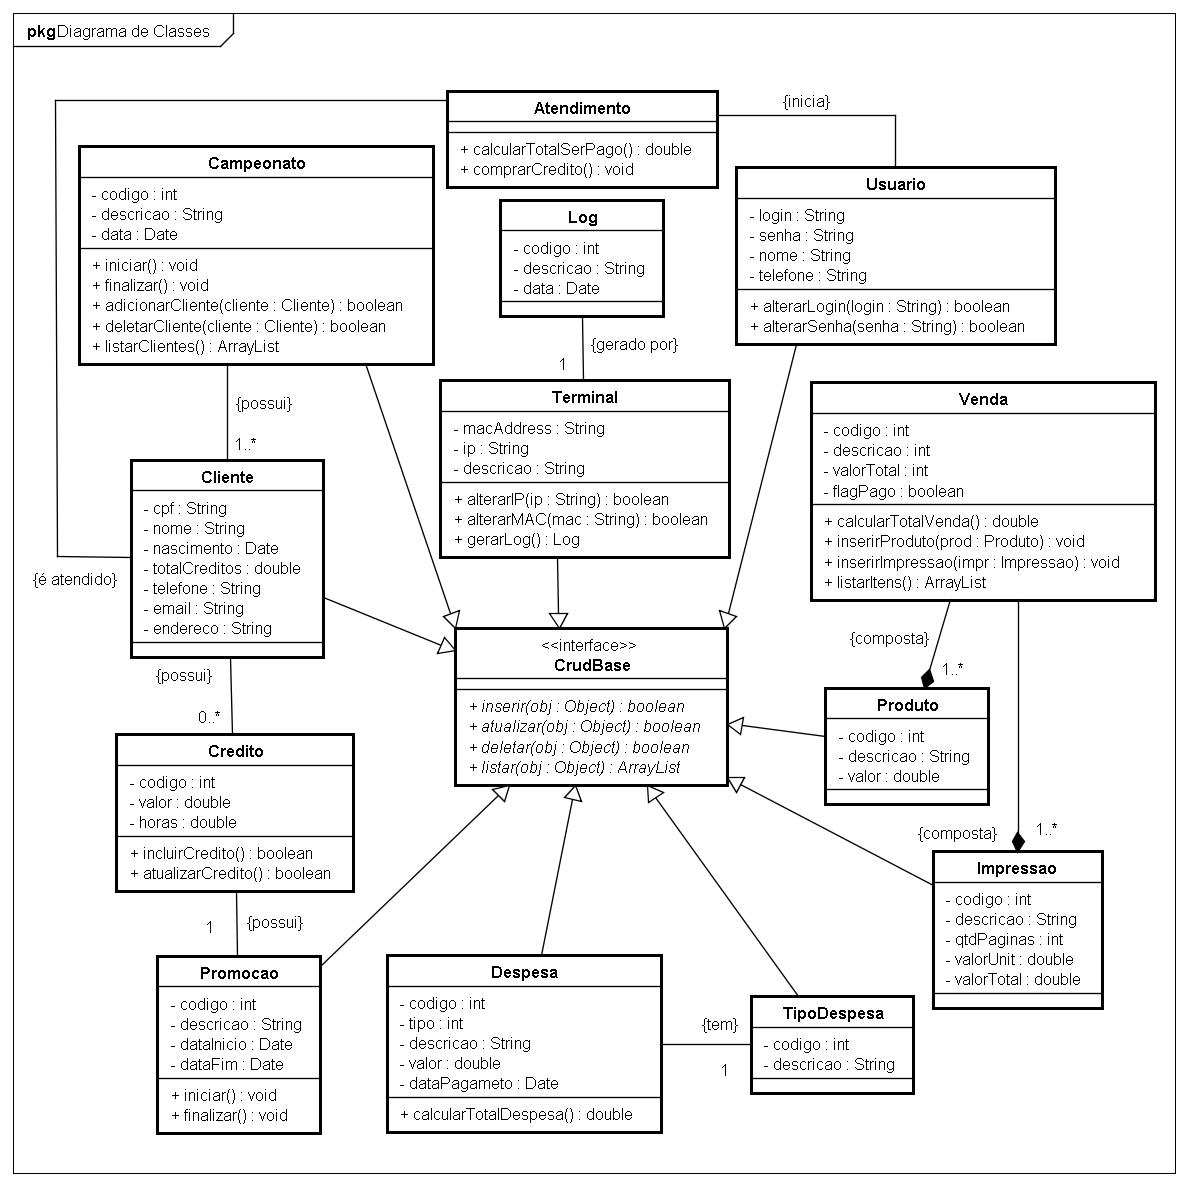 pkgDiagrama de Classes
Atendimento
+ calcularTotalSerPago() : double
+ comprarCredito() : void
{inicia}
Campeonato
- codigo : int
- descricao : String
- data : Date
+ iniciar() : void
+ finalizar() : void
+ adicionarCliente(cliente : Cliente) : boolean
+ deletarCliente(cliente : Cliente) : boolean
+ listarClientes() : ArrayList
Log
- codigo : int
- descricao : String
- data : Date
Usuario
- login : String
- senha : String
- nome : String
- telefone : String
+ alterarLogin(login : String) : boolean
+ alterarSenha(senha : String) : boolean
{gerado por}
1
{possui}
1..*
Terminal
- macAddress : String
- ip : String
- descricao : String
+ alterarIP(ip : String) : boolean
+ alterarMAC(mac : String) : boolean
+ gerarLog() : Log
Venda
- codigo : int
- descricao : int
- valorTotal : int
- flagPago : boolean
+ calcularTotalVenda() : double
+ inserirProduto(prod : Produto) : void
+ inserirImpressao(impr : Impressao) : void
+ listarItens() : ArrayList
Cliente
- cpf : String
- nome : String
- nascimento : Date
- totalCreditos : double
- telefone : String
- email : String
- endereco : String
{é atendido}
{possui}
0..*
<<interface>>
CrudBase
+ inserir(obj : Object) : boolean
+ atualizar(obj : Object) : boolean
+ deletar(obj : Object) : boolean
+ listar(obj : Object) : ArrayList
{composta}
1..*
Produto
- codigo : int
- descricao : String
- valor : double
{composta}
1..*
Credito
- codigo : int
- valor : double
- horas : double
+ incluirCredito() : boolean
+ atualizarCredito() : boolean
Impressao
- codigo : int
- descricao : String
- qtdPaginas : int
- valorUnit : double
- valorTotal : double
1
{possui}
Promocao
- codigo : int
- descricao : String
- dataInicio : Date
- dataFim : Date
+ iniciar() : void
+ finalizar() : void
Despesa
- codigo : int
- tipo : int
- descricao : String
- valor : double
- dataPagameto : Date
+ calcularTotalDespesa() : double
{tem}
1
TipoDespesa
- codigo : int
- descricao : String